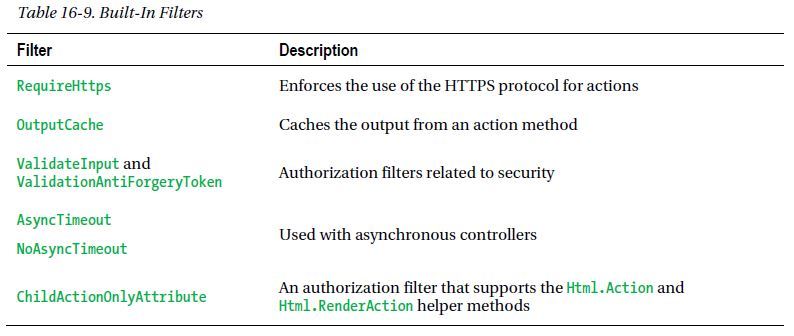 Table 16-9. Built-In Filters
Filter Description
RequireHttps Enforces the use of the HTTPS protocol for actions
OutputCache Caches the output from an action method
ValidateInput and
ValidationAntiForgeryToken
Authorization filters related to security
AsyncTimeout
NoAsyncTimeout
Used with asynchronous controllers
ChildActionOnlyAttribute
An authorization filter that supports the Html.Action and
Html.RenderAction helper methods